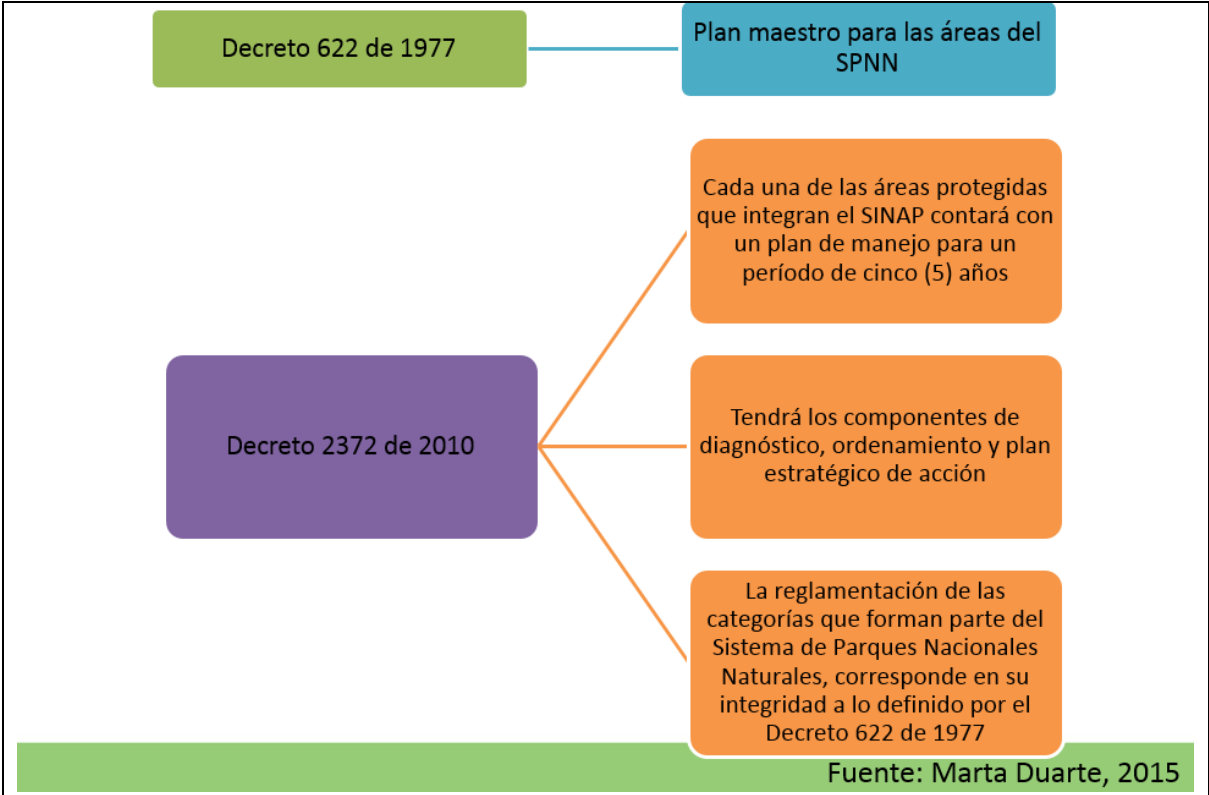 Decreto 622 de 1977
Plan maestro para las áreas del
SPNN
Cada una de las áreas protegidas
que integran el SINAP contará con
un plan de manejo para un
período de cinco (5) años
Decreto 2372 de 2010
Tendrá los componentes de
diagnóstico, ordenamiento y plan
estratégico de acción
La reglamentación de las
categorías que forman parte del
Sistema de Parques Nacionales
Naturales, corresponde en su
integridad a lo definido por el
Decreto 622 de 1977
Fuente: Marta Duarte, 2015